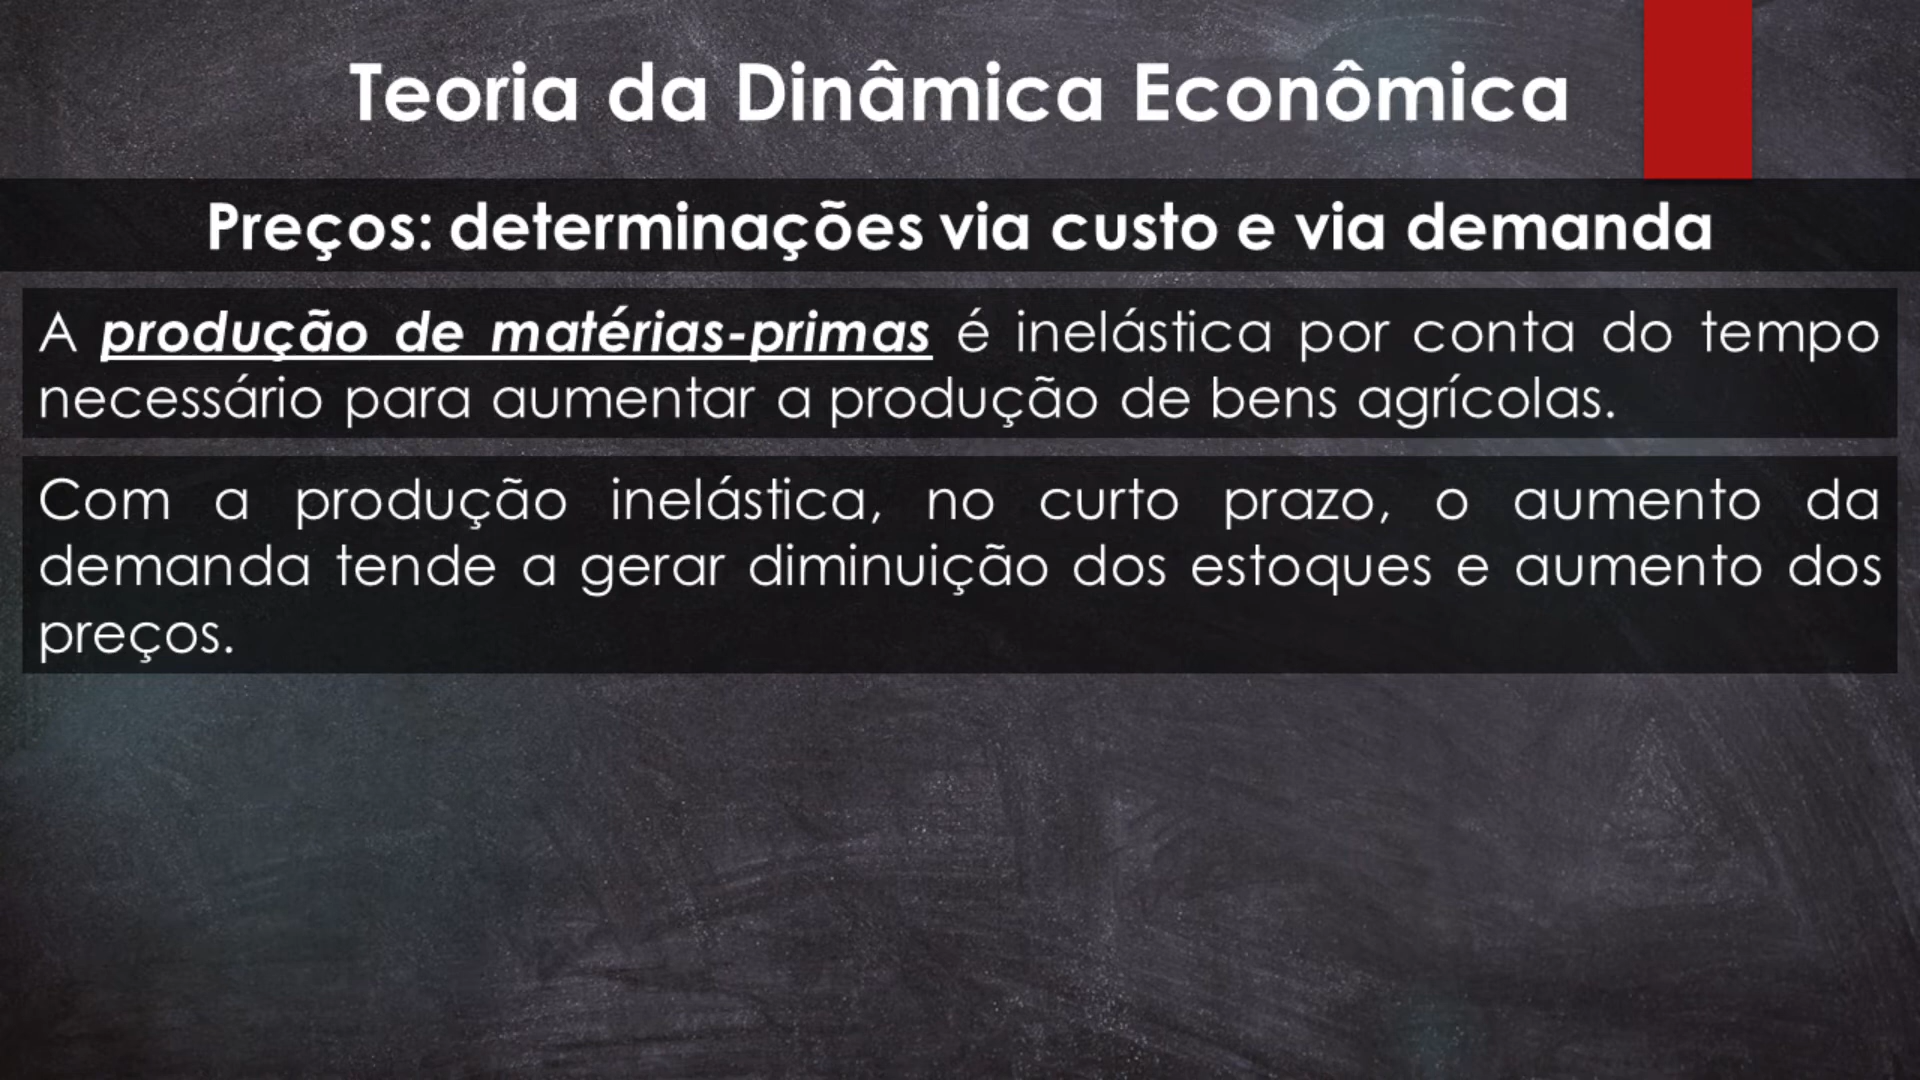 Teoria da Dinâmica Econômica
Preços: determinações via custo e via demanda
A produção de matérias-primas é inelástica por conta do tempo
necessário para aumentar a produção de bens agrícolas.
Com a produção inelástica, no curto prazo, o aumento da
demanda tende a gerar diminuição dos estoques e aumento dos
preços.